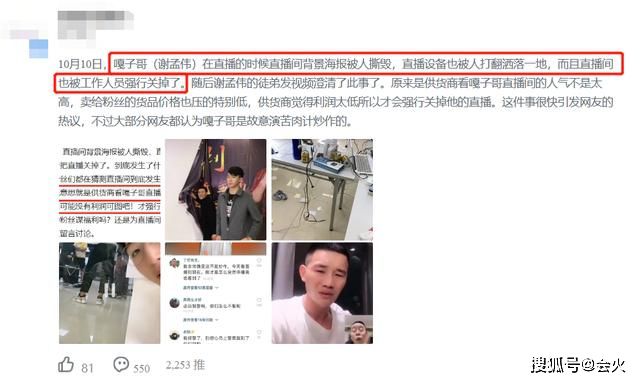 10月10日，嘎子哥（谢孟伟）在直播的时候直播间背景海报被人撕毁，直播设备也被人打翻洒落一地，而且直播间
也被工作人员强行关掉了。随后谢孟伟的徒弟发视频澄清了此事了。原来是供货商看嘎子哥直播间的人气不是太
高，卖给粉丝的货品价格也压的特别低，供货商觉得利润太低所以才会强行关掉他的直播。这件事很快引发网友的
热议，不过大部分网友都认为嘎子哥是故意演苦肉计炒作的。
直播间背景海报被人撕毁、
把直播关掉了。到底发生了什
丝们都在猜测直播间到底发生
意思就是供货商看嘎子哥直播
可能没有利润可图吧！才强行
粉丝谋福利吗？还是为直播间
留言讨论。
81
550
2,253 推
搜狐号@会火